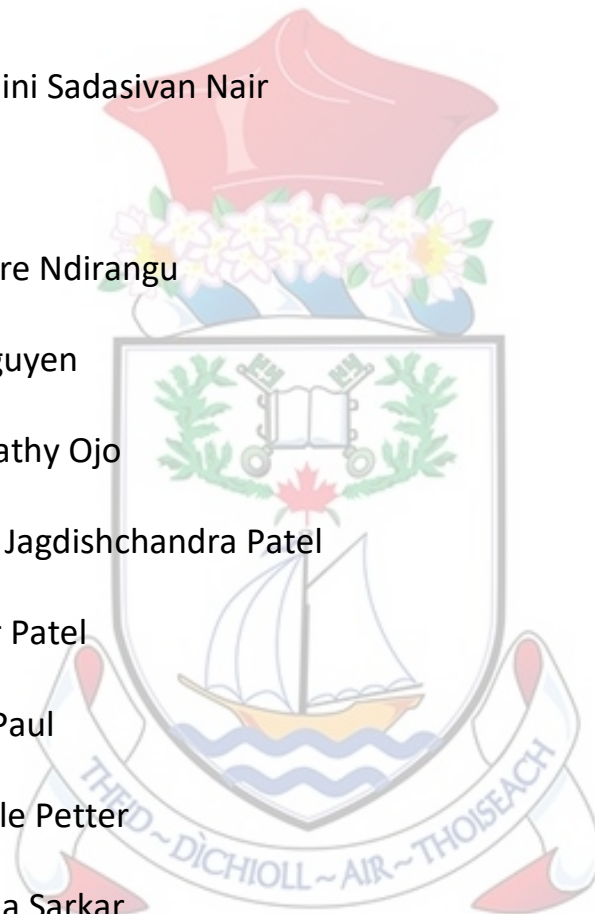 ini Sadasivan Nair
re Ndirangu
guyen
athy Ojo
Jagdishchandra Patel
r Patel
Paul
le Petter
a Sarkar
THEID ~ DÌCHIOLL ~ AIR ~ THOISEACH